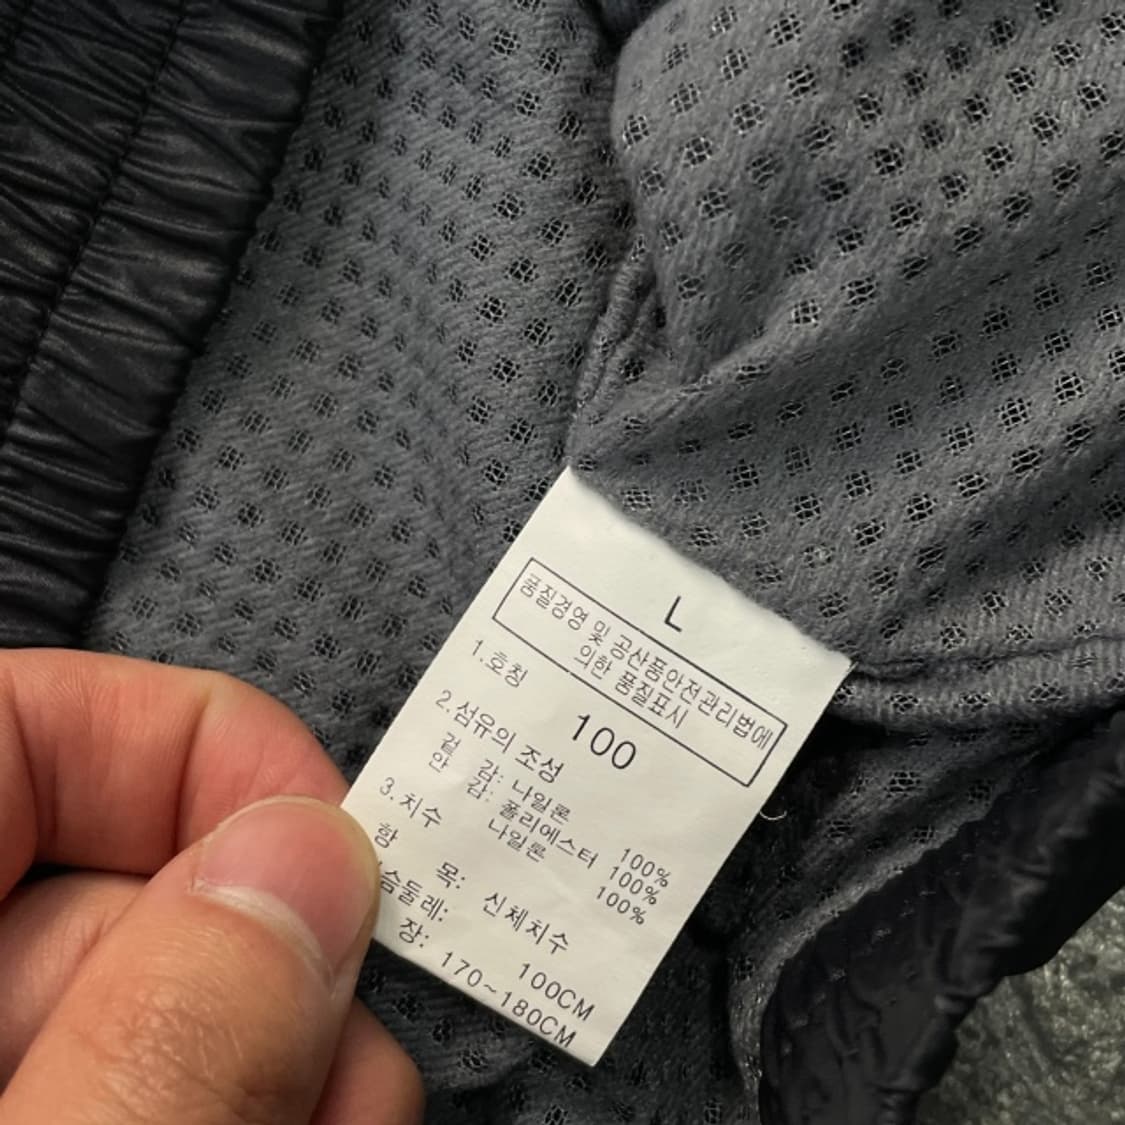 L
품질경영 및 공산품안전관리법에
의한 품질표시
1.호칭
100
2.섬유의 조성
겉 감: 나일론 100%
안 감: 폴리에스터 100%
나일론 100%
3.치수
항 목: 신체치수
슴둘레: 100CM
장: 170~180CM